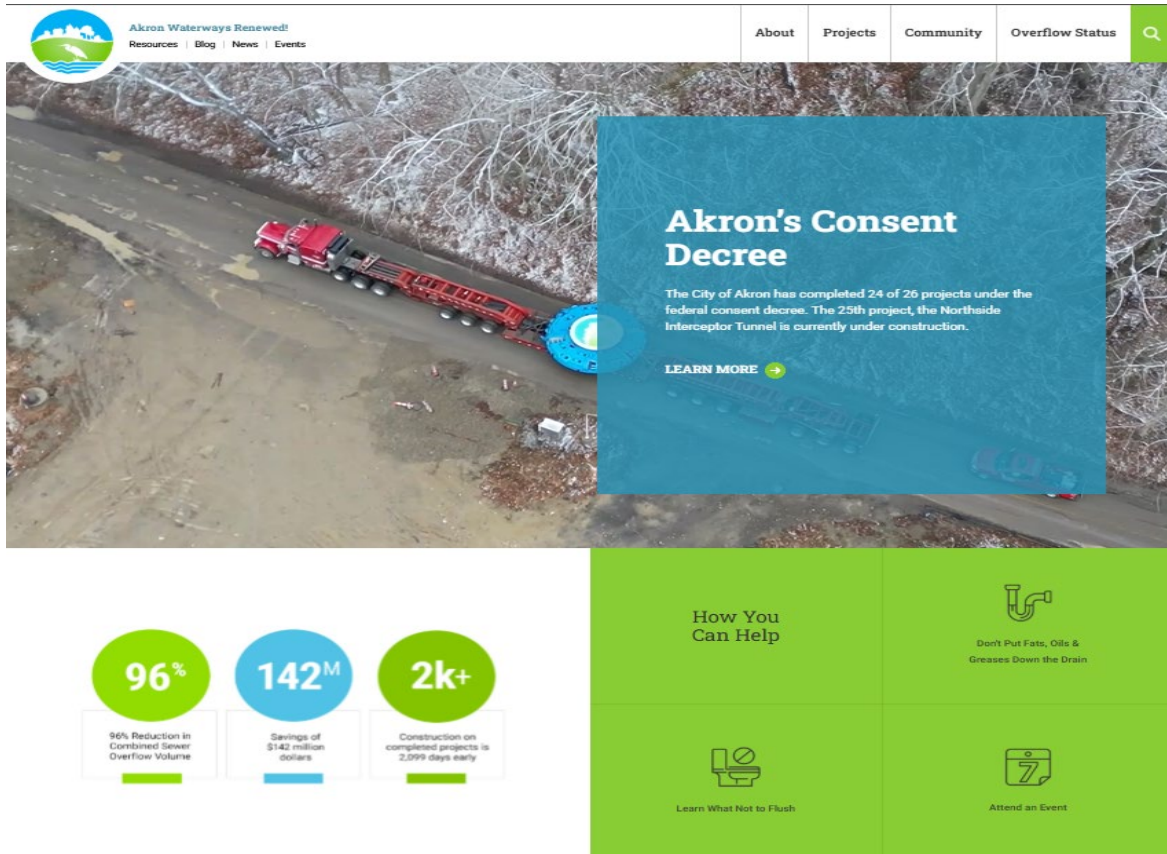 Akron Waterways Renewed!
Resources | Blog | News | Events
About
Projects
Community
Overflow Status
Akron's Consent
Decree
The City of Akron has completed 24 of 26 projects under the
federal consent decree. The 25th project, the Northside
Interceptor Tunnel is currently under construction.
LEARN MORE
96%
96% Reduction in
Combined Sewer
Overflow Volume
142M
Savings of
$142 million
dollars
2k+
Construction on
completed projects is
2,099 days early
How You
Can Help
Don't Put Fats, Oils &
Greases Down the Drain
Learn What Not to Flush
7
Attend an Event